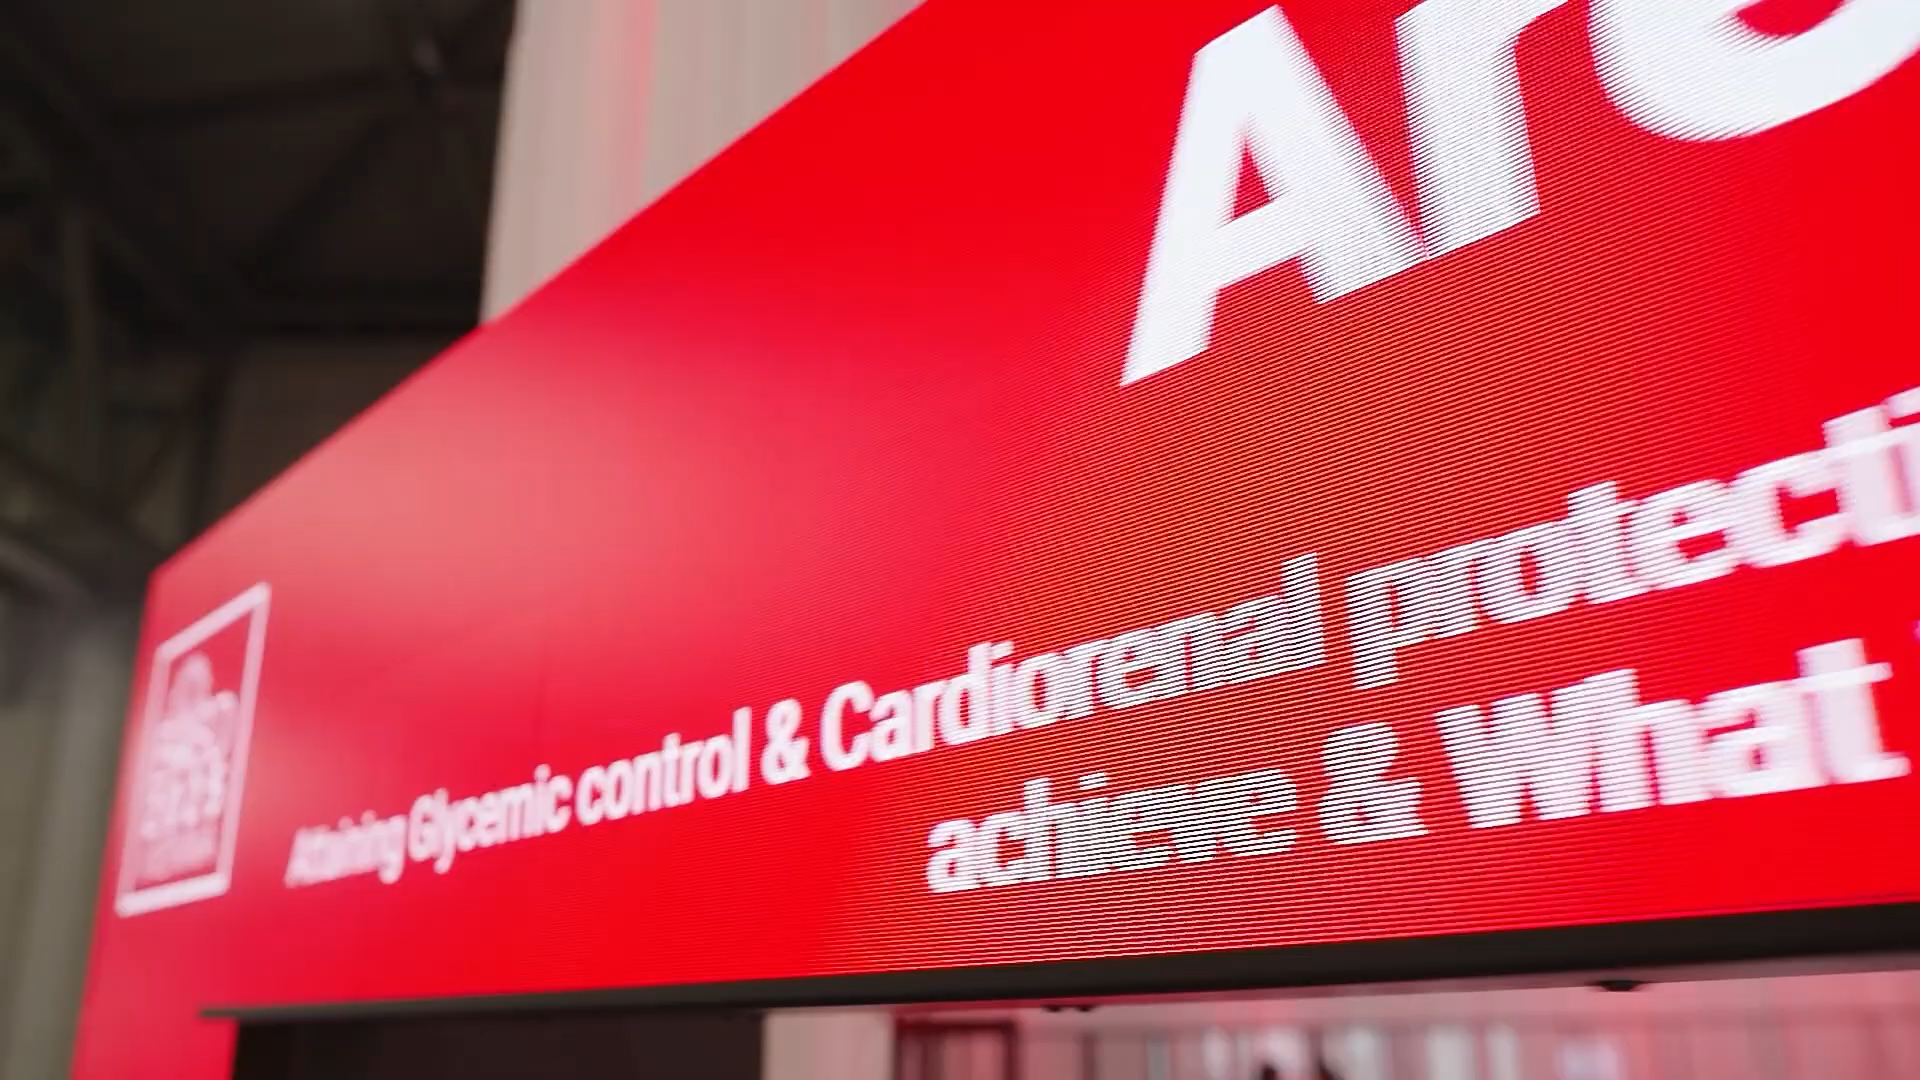 Are
Attaining Glycemic control & Cardiorenal protecti
achieve & What